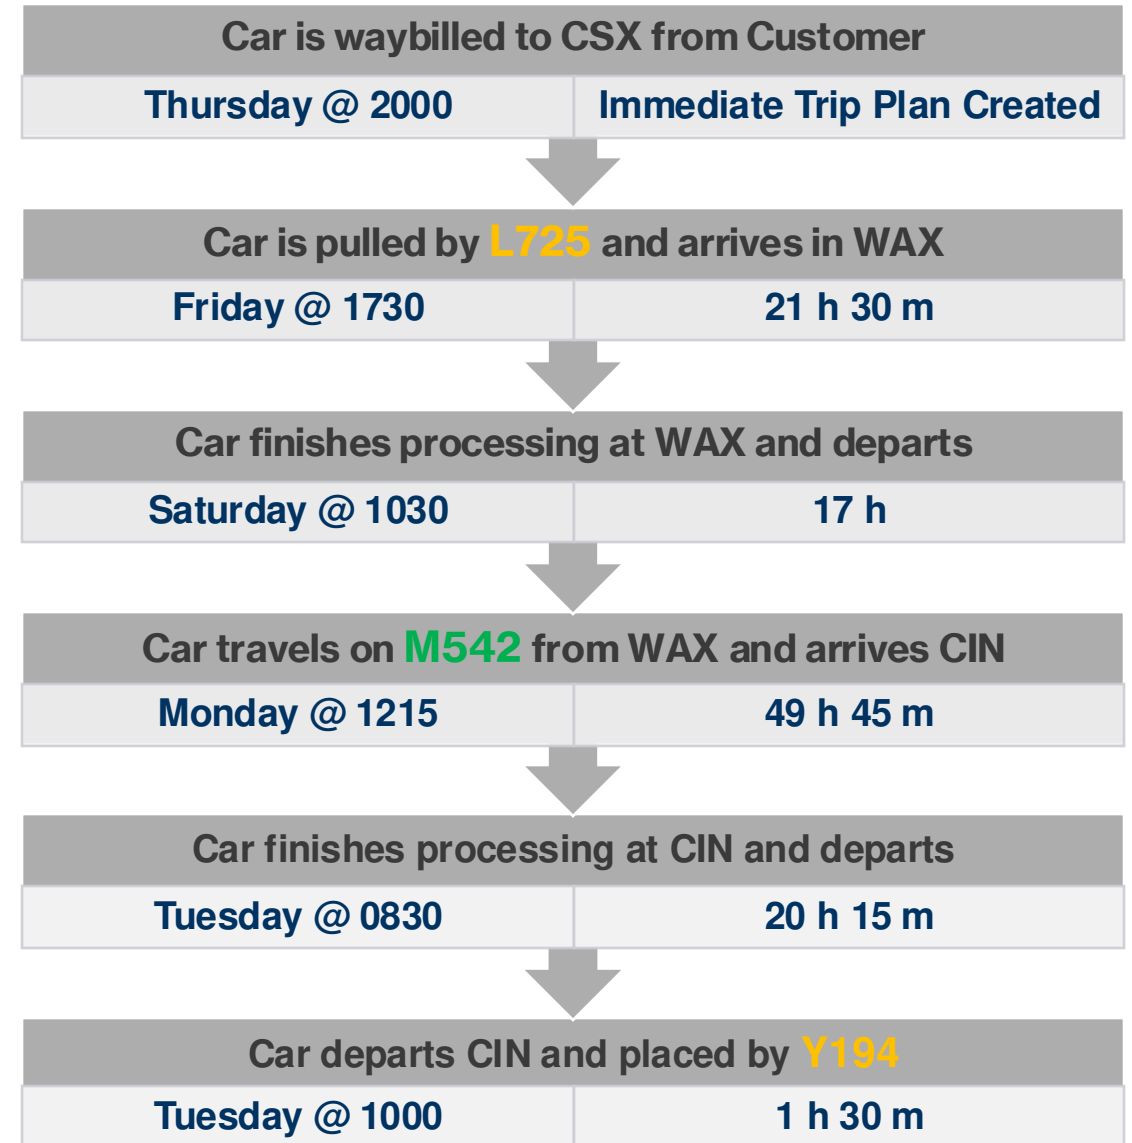 Car is waybilled to CSX from Customer
Thursday @ 2000 Immediate Trip Plan Created
Car is pulled by L725 and arrives in WAX
Friday @ 1730 21 h 30 m
Car finishes processing at WAX and departs
Saturday @ 1030 17 h
Car travels on M542 from WAX and arrives CIN
Monday @ 1215 49 h 45 m
Car finishes processing at CIN and departs
Tuesday @ 0830 20 h 15 m
Car departs CIN and placed by Y194
Tuesday @ 1000 1 h 30 m